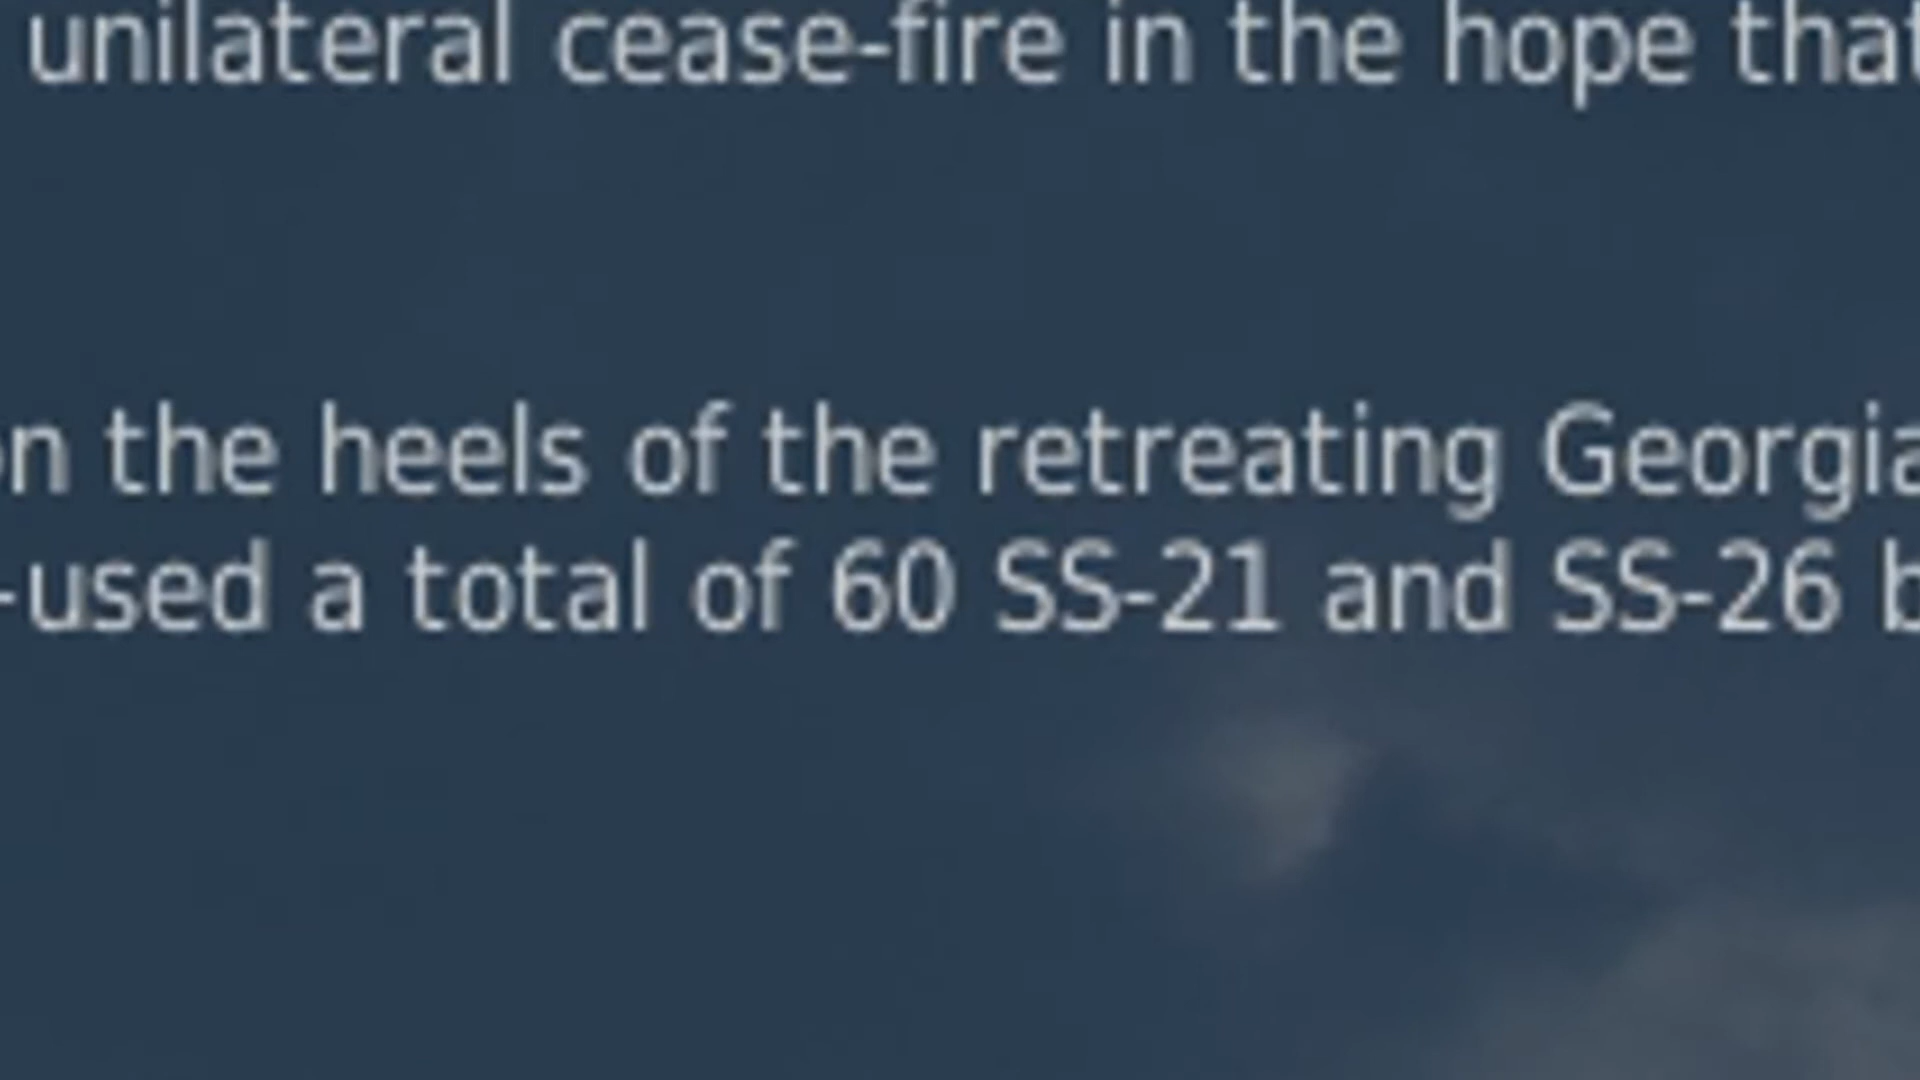 unilateral cease-fire in the hope that
on the heels of the retreating Georgia
-used a total of 60 SS-21 and SS-26 b